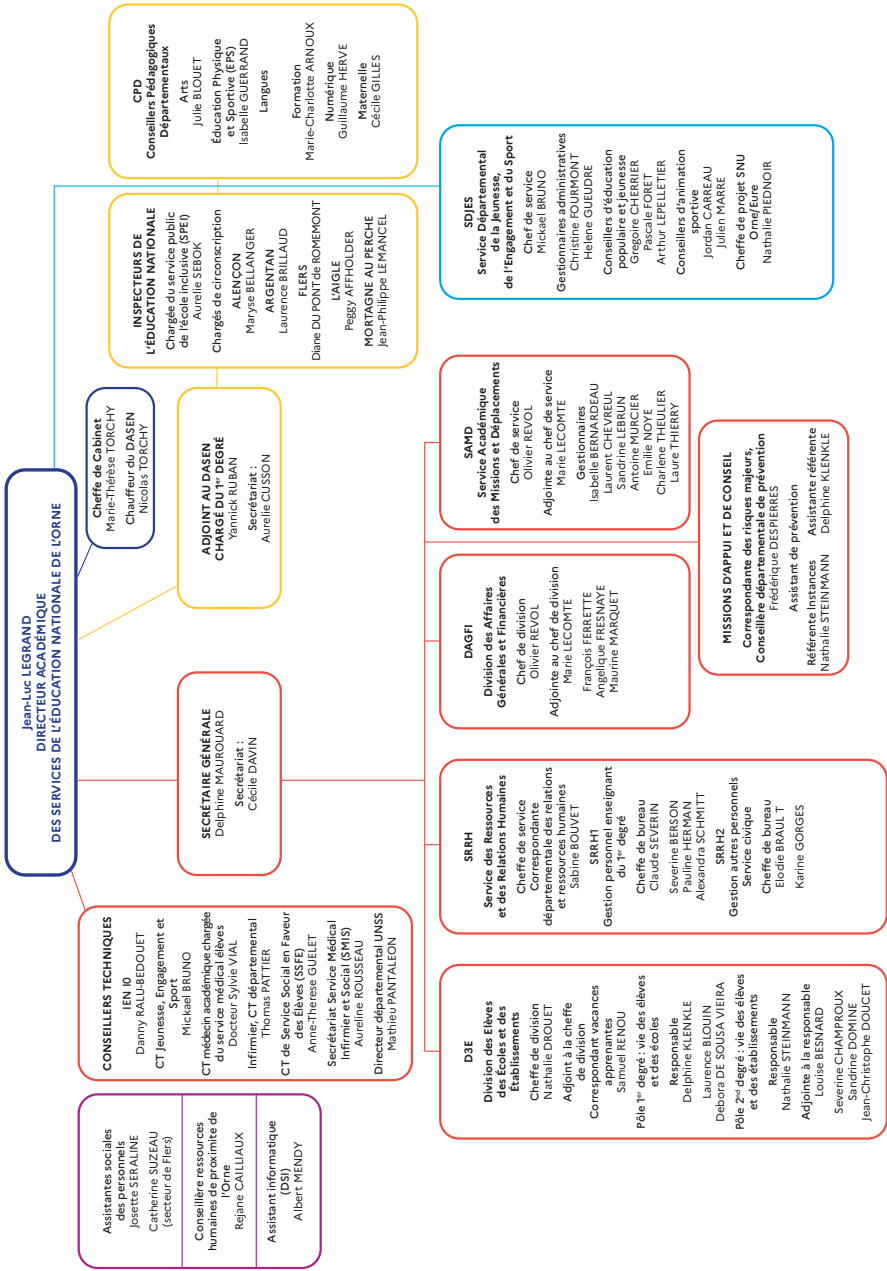 Jean-Luc LEGRAND
DIRECTEUR ACADÉMIQUE
DES SERVICES DE L'ÉDUCATION NATIONALE DE L'ORNE
Cheffe de Cabinet
Marie-Thérèse TORCHY
Chauffeur du DASEN
Nicolas TORCHY
Assistantes sociales
des personnels
Josette SERALINE
Catherine SUZEAU
(secteur de Flers)
Conseillère ressources
humaines de proximite de
l'Orne
Rejane CAILLIAUX
Assistant informatique
(DSI)
Albert MENDY
CONSEILLERS TECHNIQUES
IEN IO
Danny RALU-BEDOUET
CT Jeunesse, Engagement et
Sport
Mickael BRUNO
CT médecin académique chargée
du service médical élèves
Docteur Sylvie VIAL
Infirmier, CT départemental
Thomas PATTIER
CT de Service Social en Faveur
des Élèves (SSFE)
Anne-Therese GUELET
Secrétariat Service Médical
Infirmier et Social (SMIS)
Aureline ROUSSEAU
Directeur départemental UNSS
Mathieu PANTALEON
SECRÉTAIRE GÉNÉRALE
Delphine MAUROUARD
Secrétariat :
Cécile DAVIN
ADJOINT AU DASEN
CHARGÉ DU 1er DEGRÉ
Yannick RUBAN
Secrétariat :
Aurelie CUSSON
INSPECTEURS DE
L'ÉDUCATION NATIONALE
Chargée du service public
de l'école inclusive (SPEI)
Aurelie SEBOK
Chargés de circonscription
ALENÇON
Maryse BELLANGER
ARGENTAN
Laurence BRILLAUD
FLERS
Diane DU PONT de ROMEMONT
L'AIGLE
Peggy AFFHOLDER
MORTAGNE AU PERCHE
Jean-Philippe LEMANCEL
CPD
Conseillers Pédagogiques
Départementaux
Arts
Julie BLOUET
Éducation Physique
et Sportive (EPS)
Isabelle GUERRAND
Langues
Formation
Marie-Charlotte ARNOUX
Numérique
Guillaume HERVE
Maternelle
Cécile GILLES
D3E
Division des Elèves
des Écoles et des
Établissements
Cheffe de division
Nathalie DROUET
Adjoint à la cheffe
de division
Correspondant vacances
apprenantes
Samuel RENOU
Pôle 1er degré : vie des élèves
et des écoles
Responsable
Delphine KLENKLE
Laurence BLOUIN
Debora DE SOUSA VIEIRA
Pôle 2nd degré : vie des élèves
et des établissements
Responsable
Nathalie STEINMANN
Adjointe à la responsable
Louise BESNARD
Severine CHAMPROUX
Sandrine DOMINE
Jean-Christophe DOUCET
SRRH
Service des Ressources
et des Relations Humaines
Cheffe de service
Correspondante
départementale des relations
et ressources humaines
Sabine BOUVET
SRRH1
Gestion personnel enseignant
du 1er degré
Cheffe de bureau
Claude SEVERIN
Severine BERSON
Pauline HERMAN
Alexandra SCHMITT
SRRH2
Gestion autres personnels
Service civique
Cheffe de bureau
Elodie BRAUL T
Karine GORGES
DAGFI
Division des Affaires
Générales et Financières
Chef de division
Olivier REVOL
Adjointe au chef de division
Marie LECOMTE
François FERRETTE
Angelique FRESNAYE
Maurine MARQUET
SAMD
Service Académique
des Missions et Déplacements
Chef de service
Olivier REVOL
Adjointe au chef de service
Marie LECOMTE
Gestionnaires
Isabelle BERNARDEAU
Laurent CHEVREUL
Sandrine LEBRUN
Antoine MURCIER
Emilie NOYE
Charlene THEULIER
Laure THIERRY
SDJES
Service Départemental
de la Jeunesse,
de l'Engagement et du Sport
Chef de service
Mickael BRUNO
Gestionnaires administratives
Christine FOURMONT
Helene GUEUDRE
Conseillers d'éducation
populaire et jeunesse
Gregoire CHERRIER
Pascale FORET
Arthur LEPELLETIER
Conseillers d'animation
sportive
Jordan CARREAU
Julien MARRE
Cheffe de projet SNU
Orne/Eure
Nathalie PIEDNOIR
MISSIONS D'APPUI ET DE CONSEIL
Correspondante des risques majeurs,
Conseillère départementale de prévention
Frédérique DESPIERRES
Assistant de prévention
Référente Instances
Nathalie STEINMANN
Assistante référente
Delphine KLENKLE